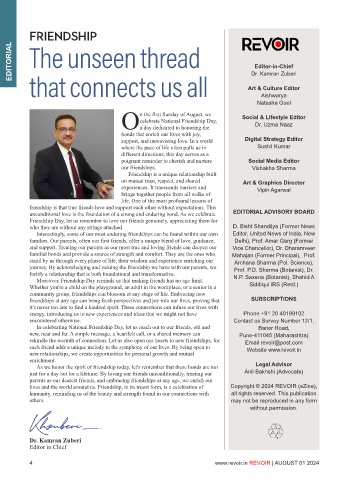 EDITORIAL
FRIENDSHIP
The unseen thread
that connects us all
On the first Sunday of August, we
celebrate National Friendship Day,
a day dedicated to honoring the
bonds that enrich our lives with joy,
support, and unwavering love. In a world
where the pace of life often pulls us in
different directions, this day serves as a
poignant reminder to cherish and nurture
our friendships.
Friendship is a unique relationship built
on mutual trust, respect, and shared
experiences. It transcends barriers and
brings together people from all walks of
life. One of the most profound lessons of
friendship is that true friends love and support each other without expectations. This
unconditional love is the foundation of a strong and enduring bond. As we celebrate
Friendship Day, let us remember to love our friends genuinely, appreciating them for
who they are without any strings attached.
Interestingly, some of our most enduring friendships can be found within our own
families. Our parents, often our first friends, offer a unique blend of love, guidance,
and support. Treating our parents as our most true and loving friends can deepen our
familial bonds and provide a source of strength and comfort. They are the ones who
stand by us through every phase of life, their wisdom and experience enriching our
journey. By acknowledging and valuing the friendship we have with our parents, we
fortify a relationship that is both foundational and transformative.
Moreover, Friendship Day reminds us that making friends has no age limit.
Whether you're a child on the playground, an adult in the workplace, or a senior in a
community group, friendships can blossom at any stage of life. Embracing new
friendships at any age can bring fresh perspectives and joy into our lives, proving that
it's never too late to find a kindred spirit. These connections can infuse our lives with
energy, introducing us to new experiences and ideas that we might not have
encountered otherwise.
In celebrating National Friendship Day, let us reach out to our friends, old and
new, near and far. A simple message, a heartfelt call, or a shared memory can
rekindle the warmth of connection. Let us also open our hearts to new friendships, for
each friend adds a unique melody to the symphony of our lives. By being open to
new relationships, we create opportunities for personal growth and mutual
enrichment.
As we honor the spirit of friendship today, let's remember that these bonds are not
just for a day but for a lifetime. By loving our friends unconditionally, treating our
parents as our dearest friends, and embracing friendships at any age, we enrich our
lives and the world around us. Friendship, in its truest form, is a celebration of
humanity, reminding us of the beauty and strength found in our connections with
others.
Dr. Kamran Zuberi
Editor in Chief
REVOIR
Editor-in-Chief
Dr. Kamran Zuberi
Art & Culture Editor
Aishwarya
Natasha Goel
Social & Lifestyle Editor
Dr. Uzma Naaz
Digital Strategy Editor
Sushil Kumar
Social Media Editor
Vishakha Sharma
Art & Graphics Director
Vipin Agarwal
EDITORIAL ADVISORY BOARD
D. Bisht Shandilya (Former News
Editor, United News of India, New
Delhi), Prof. Amar Garg (Former
Vice Chancellor), Dr. Dharamveer
Mahajan (Former Principal), Prof.
Archana Sharma (Pol. Science),
Prof. P.D. Sharma (Botanist), Dr.
N.P. Saxena (Botanist), Shahid A
Siddiqui IRS (Retd.)
SUBSCRIPTIONS
Phone +91 20 40199102
Contact us Survey Number 12/1,
Baner Road,
Pune-411045 (Maharashtra)
Email revoir@post.com
Website www.revoir.in
Legal Advisor
Anil Bakhshi (Advocate)
Copyright © 2024 REVOIR (eZine),
all rights reserved. This publication
may not be reproduced in any form
without permission.
4
www.revoir.in REVOIR | AUGUST 01 2024